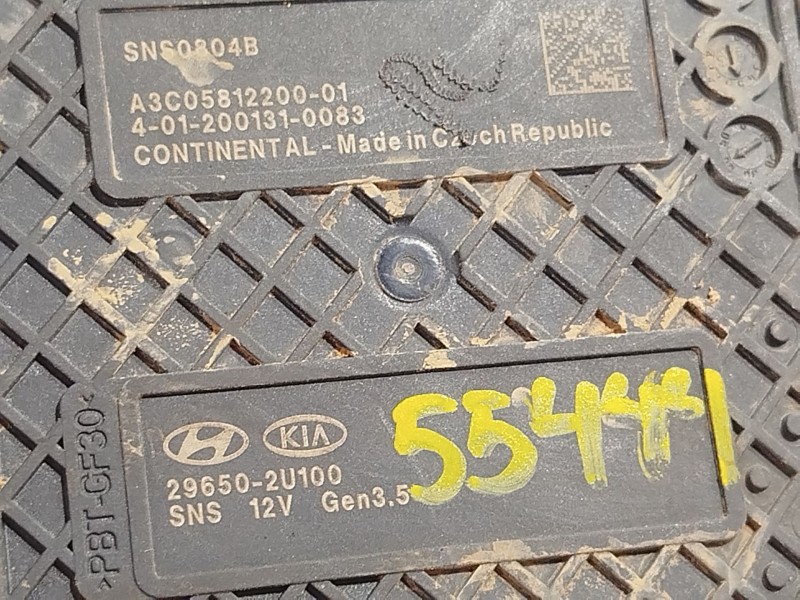 SNS0804B
A3C05812200-01
4-01-200131-0083
CONTINENTAL - Made in Czech Republic
KIA
29650-2U100
SNS 12V Gen3.5
>PBT-GF30<